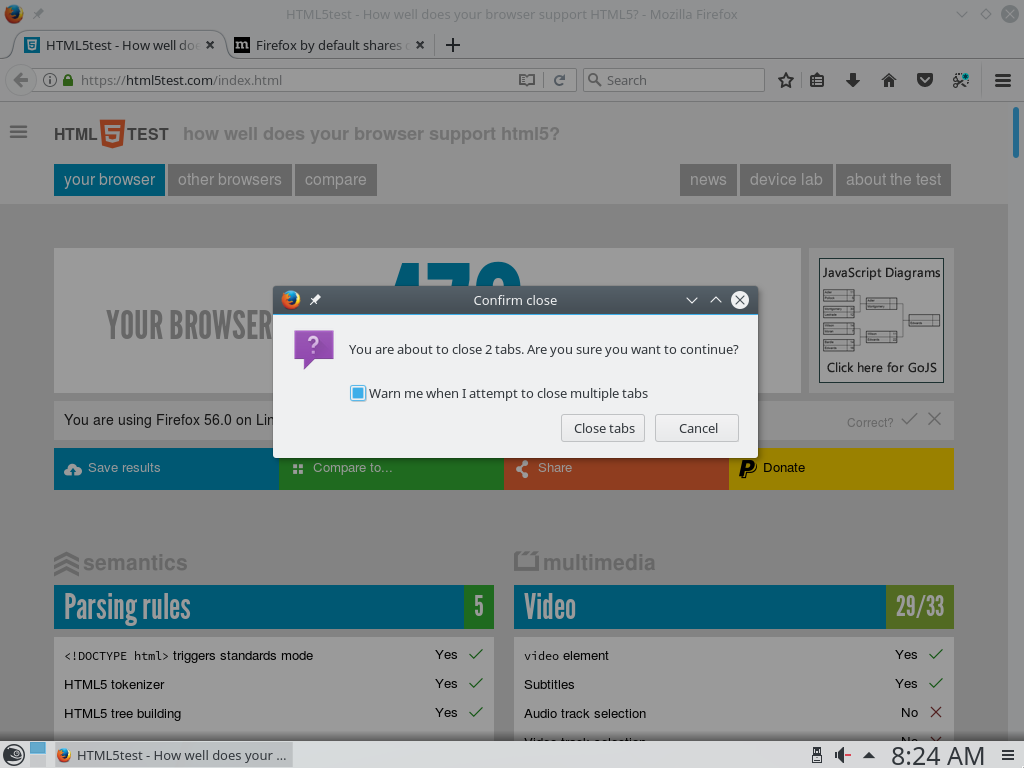 HTML5test - How well does your browser support HTML5? - Mozilla Firefox
HTML5test - How well do
Firefox by default shares
https://html5test.com/index.html
Search
HTML 5 TEST how well does your browser support html5?
your browser other browsers compare news device lab about the test
YOUR BROWSER
JavaScript Diagrams
Click here for GoJS
Confirm close
?
You are about to close 2 tabs. Are you sure you want to continue?
Warn me when I attempt to close multiple tabs
Close tabs Cancel
You are using Firefox 56.0 on Lin
Correct?
Save results Compare to... Share Donate
semantics
Parsing rules 5
<!DOCTYPE html> triggers standards mode Yes
HTML5 tokenizer Yes
HTML5 tree building Yes
multimedia
Video 29/33
video element Yes
Subtitles Yes
Audio track selection No
HTML5test - How well does your ...
8:24 AM